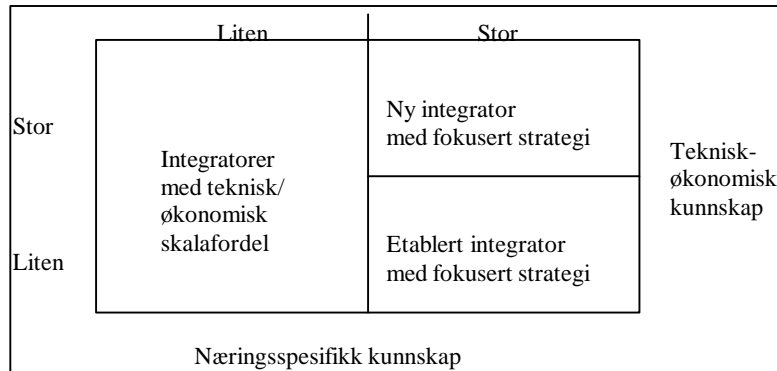 Liten
Stor
Stor
Ny integrator
med fokusert strategi
Integratorer
med teknisk/
økonomisk
skalafordel
Teknisk-
økonomisk
kunnskap
Liten
Etablert integrator
med fokusert strategi
Næringsspesifikk kunnskap